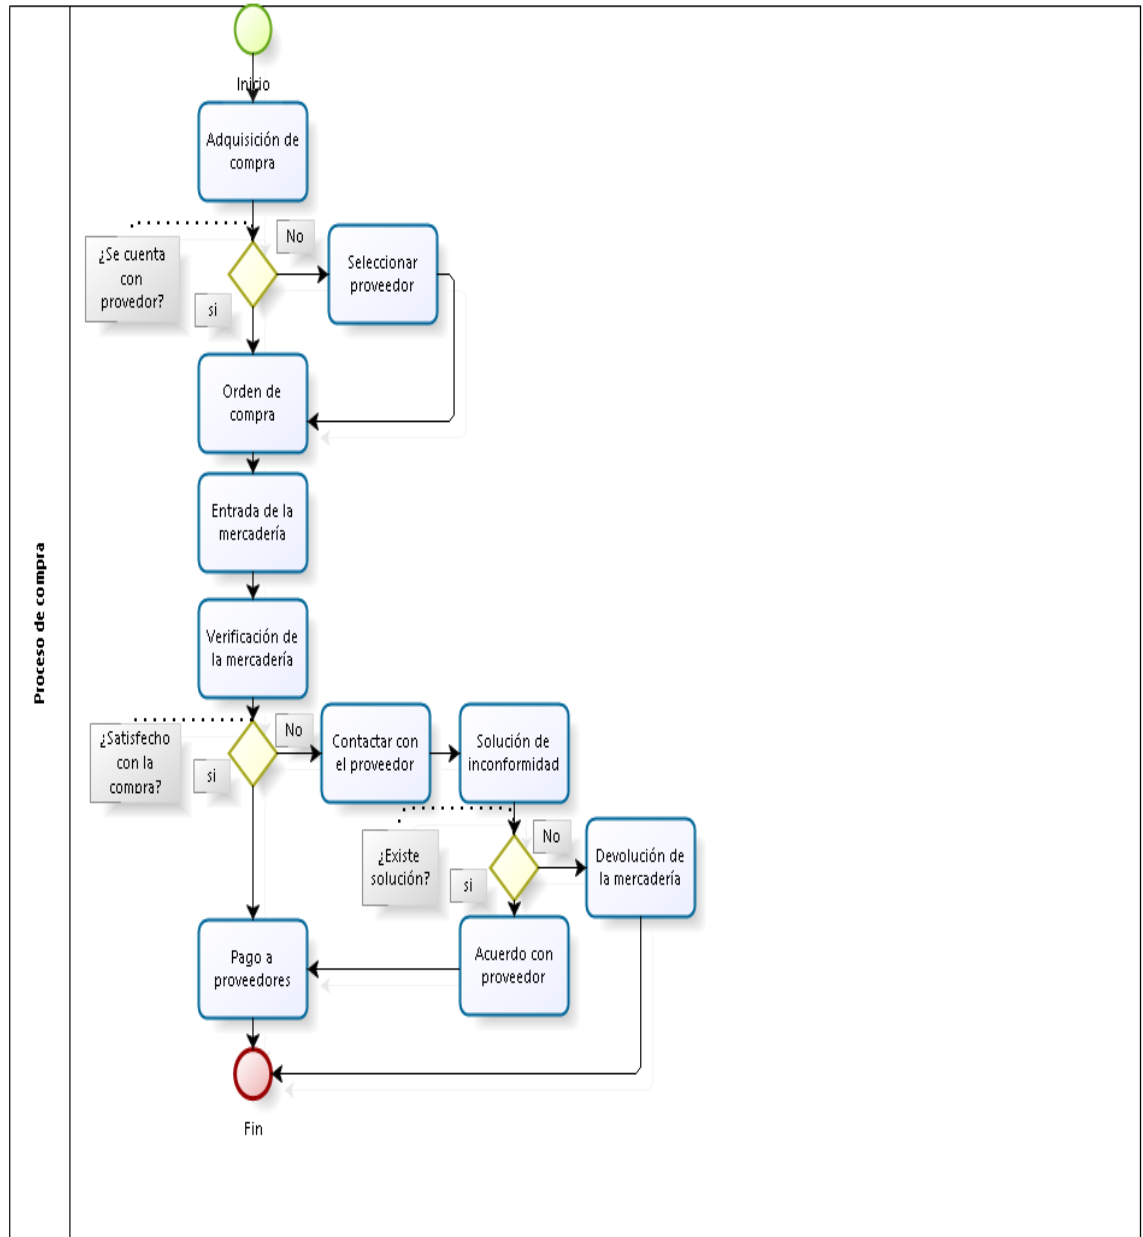 Proceso de compra
Inicio
Adquisición de
compra
¿Se cuenta
con
provedor?
No
si
Seleccionar
proveedor
Orden de
compra
Entrada de la
mercadería
Verificación de
la mercadería
¿Satisfecho
con la
compra?
No
si
Contactar con
el proveedor
Solución de
inconformidad
¿Existe
solución?
No
si
Devolución de
la mercadería
Acuerdo con
proveedor
Pago a
proveedores
Fin